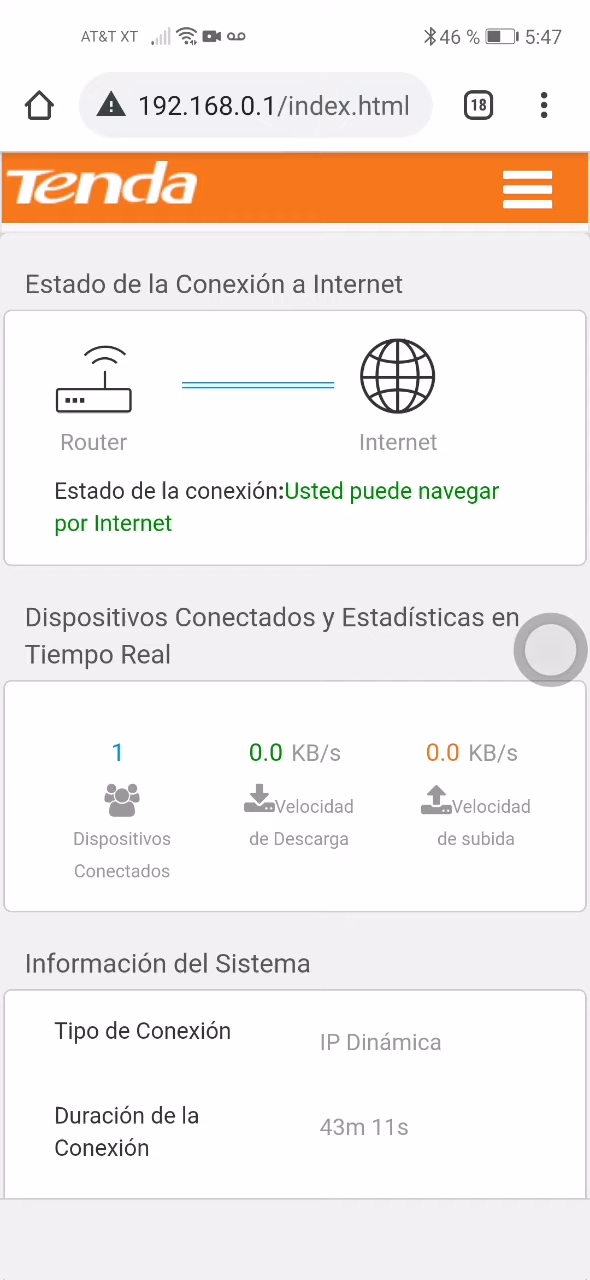 AT&T XT 46 % 5:47
192.168.0.1/index.html 18
Tenda
Estado de la Conexión a Internet
Router Internet
Estado de la conexión:Usted puede navegar
por Internet
Dispositivos Conectados y Estadísticas en
Tiempo Real
1 0.0 KB/s 0.0 KB/s
Velocidad Velocidad
Dispositivos de Descarga de subida
Conectados
Información del Sistema
Tipo de Conexión IP Dinámica
Duración de la 43m 11s
Conexión